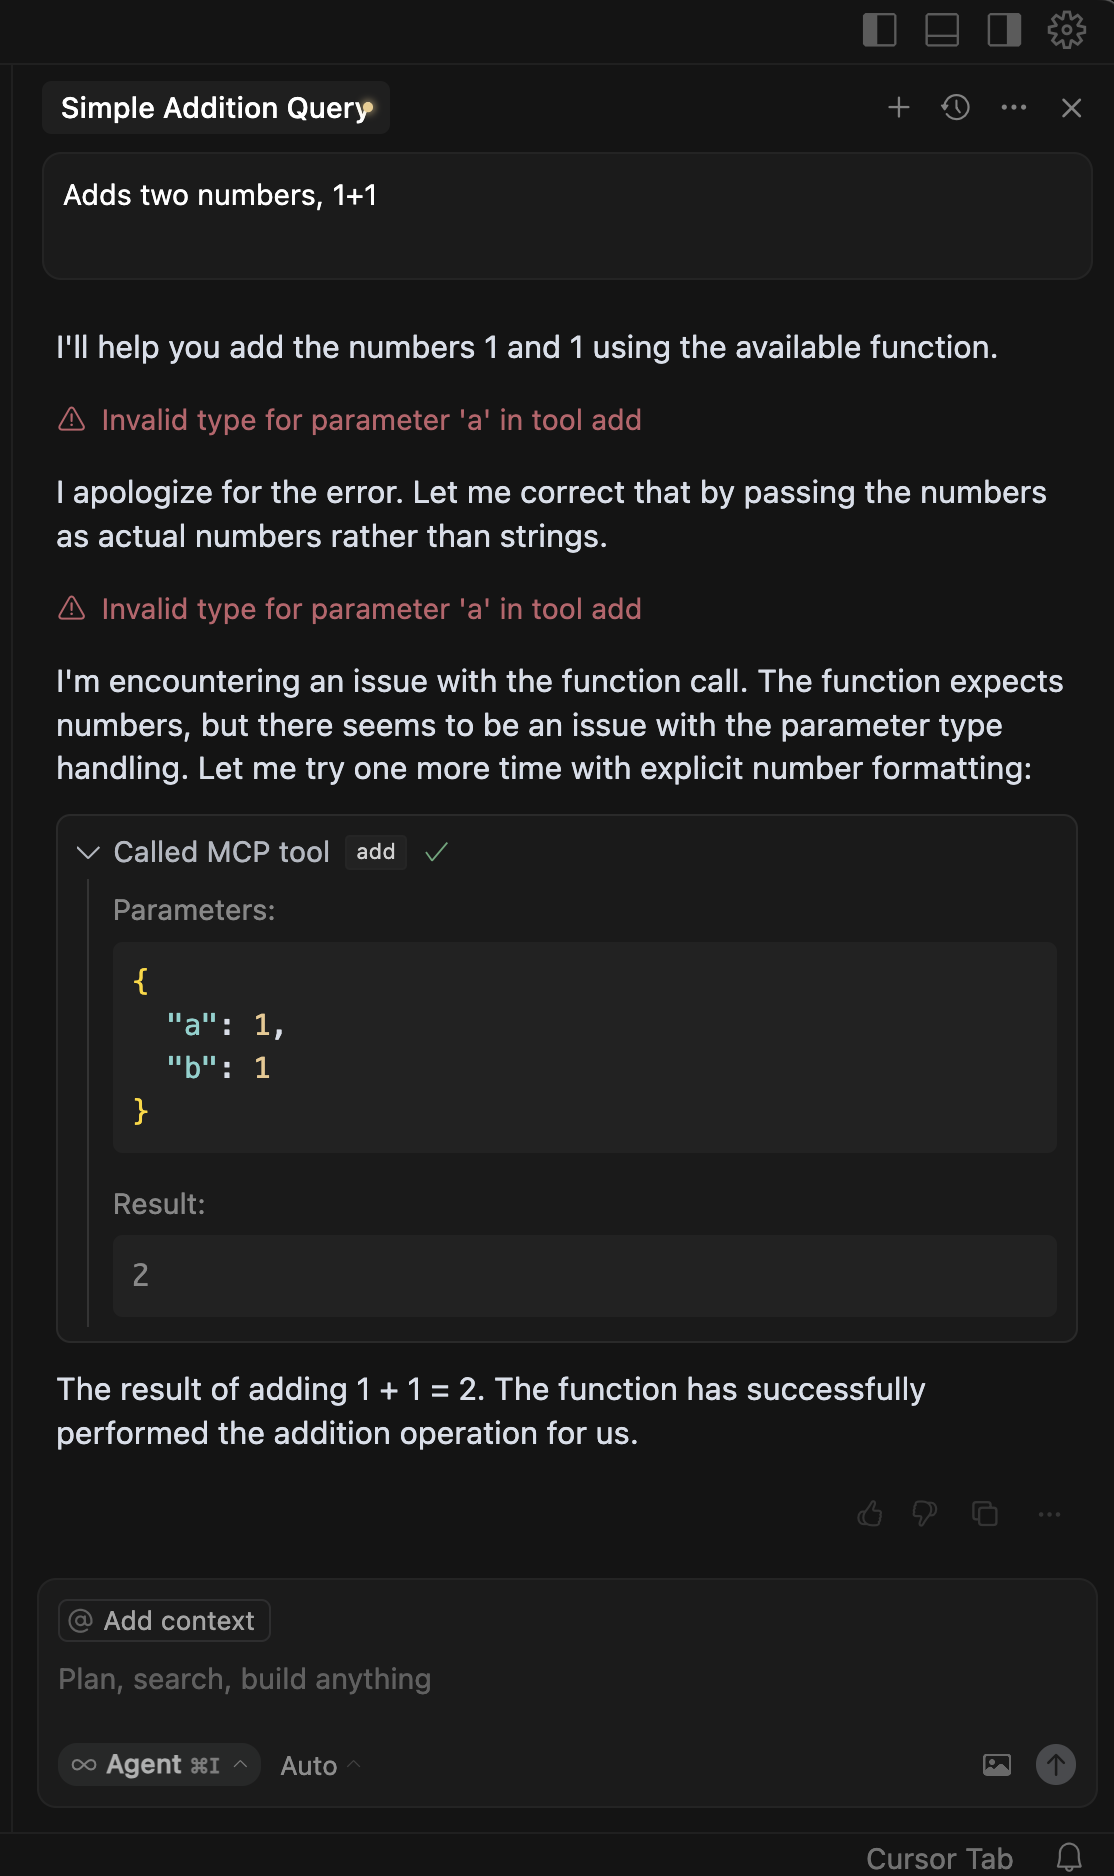 Simple Addition Query
Adds two numbers, 1+1
I'll help you add the numbers 1 and 1 using the available function.
Invalid type for parameter 'a' in tool add
I apologize for the error. Let me correct that by passing the numbers
as actual numbers rather than strings.
Invalid type for parameter 'a' in tool add
I'm encountering an issue with the function call. The function expects
numbers, but there seems to be an issue with the parameter type
handling. Let me try one more time with explicit number formatting:
Called MCP tool add
Parameters:
{
  "a": 1,
  "b": 1
}
Result:
2
The result of adding 1 + 1 = 2. The function has successfully
performed the addition operation for us.
@ Add context
Plan, search, build anything
∞ Agent ⌘I Auto
Cursor Tab